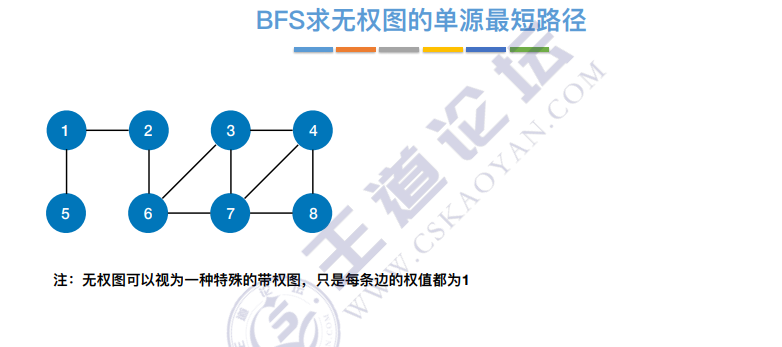 BFS求无权图的单源最短路径
1 2 3 4
5 6 7 8
注：无权图可以视为一种特殊的带权图，只是每条边的权值都为1
王道论坛
WWW.CSKAOYAN.COM